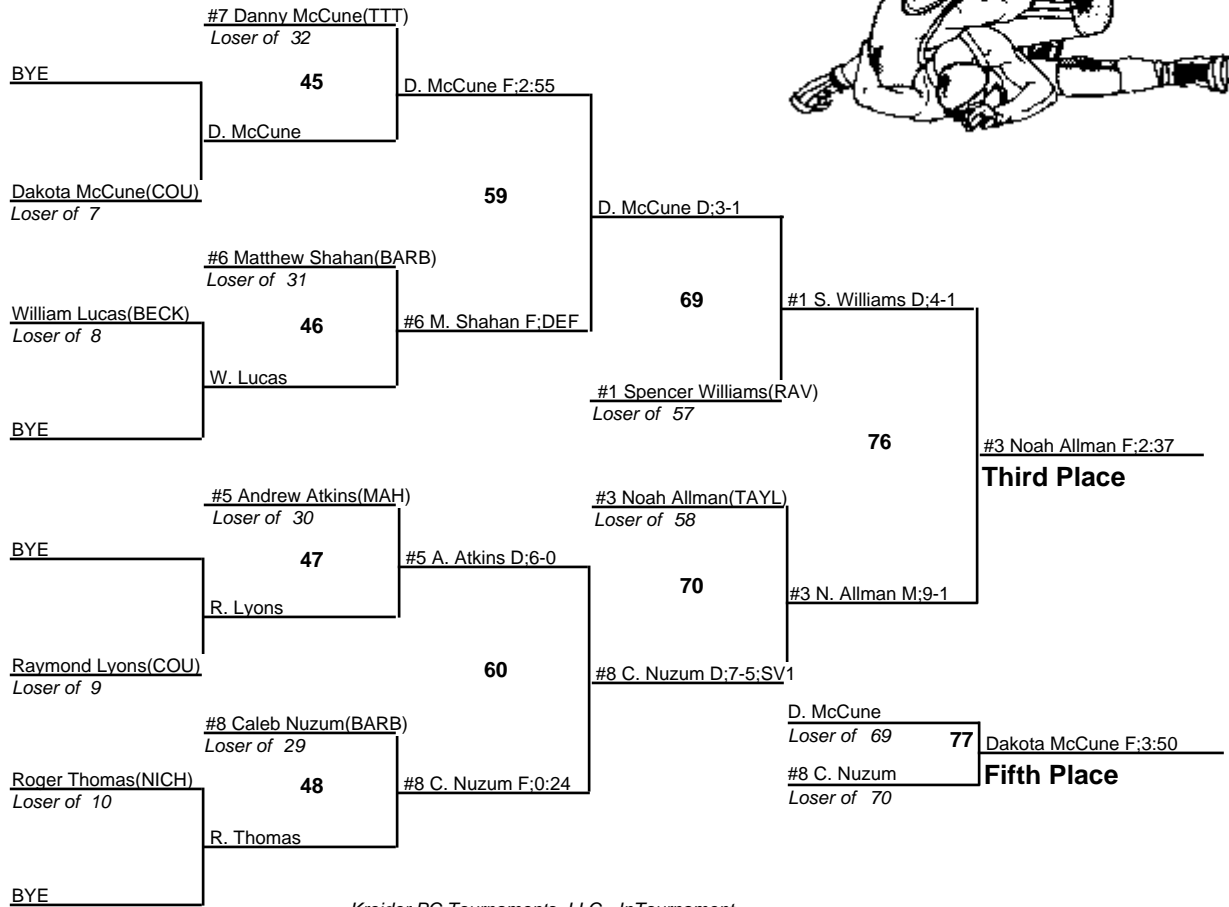 #7 Danny McCune(TTT)
Loser of 32
BYE
45
D. McCune F;2:55
D. McCune
Dakota McCune(COU)
Loser of 7
59
D. McCune D;3-1
#6 Matthew Shahan(BARB)
Loser of 31
William Lucas(BECK)
Loser of 8
46
#6 M. Shahan F;DEF
69
#1 S. Williams D;4-1
W. Lucas
#1 Spencer Williams(RAV)
Loser of 57
BYE
76
#3 Noah Allman F;2:37
Third Place
#5 Andrew Atkins(MAH)
Loser of 30
#3 Noah Allman(TAYL)
Loser of 58
BYE
47
#5 A. Atkins D;6-0
70
R. Lyons
#3 N. Allman M;9-1
Raymond Lyons(COU)
Loser of 9
60
#8 C. Nuzum D;7-5;SV1
#8 Caleb Nuzum(BARB)
Loser of 29
D. McCune
Loser of 69
77
Dakota McCune F;3:50
Fifth Place
Roger Thomas(NICH)
Loser of 10
48
#8 C. Nuzum F;0:24
#8 C. Nuzum
Loser of 70
R. Thomas
BYE